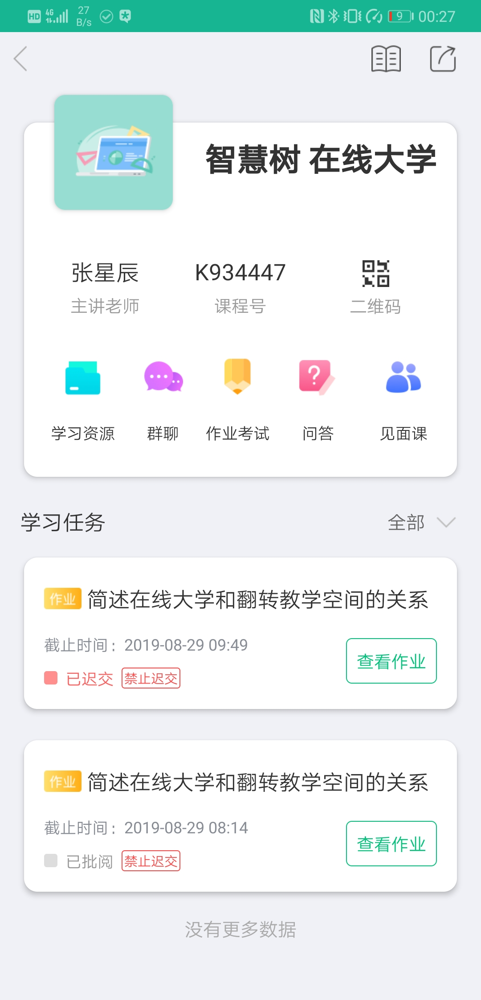 HD 4G 27 B/s 9 00:27
智慧树 在线大学
张星辰 K934447
主讲老师 课程号 二维码
学习资源 群聊 作业考试 问答 见面课
学习任务 全部
作业 简述在线大学和翻转教学空间的关系
截止时间：2019-08-29 09:49
查看作业
已迟交 禁止迟交
作业 简述在线大学和翻转教学空间的关系
截止时间：2019-08-29 08:14
查看作业
已批阅 禁止迟交
没有更多数据